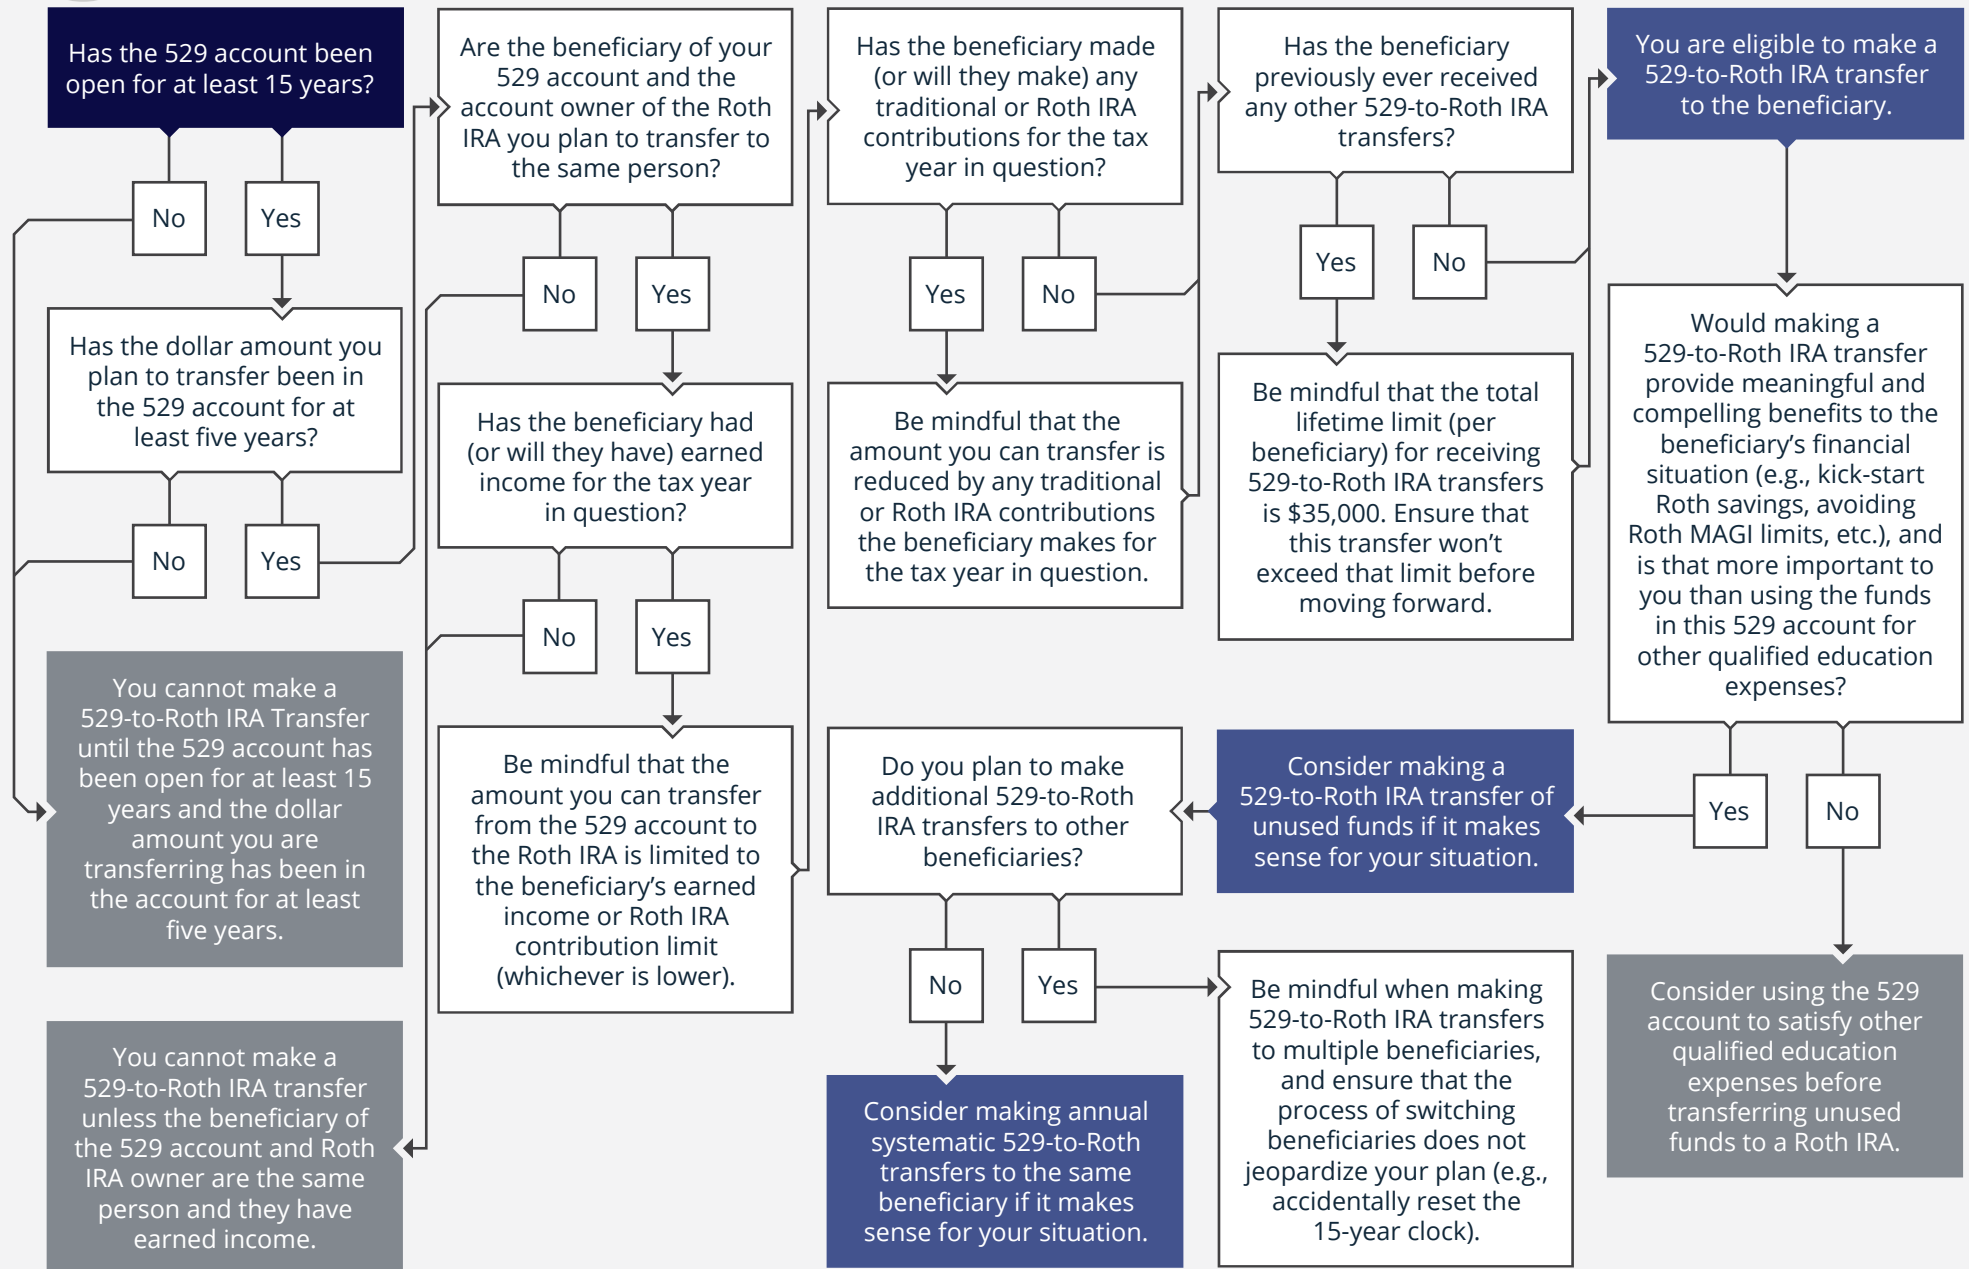 Has the 529 account been
open for at least 15 years?
No
Yes
Has the dollar amount you
plan to transfer been in
the 529 account for at
least five years?
No
Yes
You cannot make a
529-to-Roth IRA Transfer
until the 529 account has
been open for at least 15
years and the dollar
amount you are
transferring has been in
the account for at least
five years.
You cannot make a
529-to-Roth IRA transfer
unless the beneficiary of
the 529 account and Roth
IRA owner are the same
person and they have
earned income.
Are the beneficiary of your
529 account and the
account owner of the Roth
IRA you plan to transfer to
the same person?
No
Yes
Has the beneficiary had
(or will they have) earned
income for the tax year
in question?
No
Yes
Be mindful that the
amount you can transfer
from the 529 account to
the Roth IRA is limited to
the beneficiary’s earned
income or Roth IRA
contribution limit
(whichever is lower).
Has the beneficiary made
(or will they make) any
traditional or Roth IRA
contributions for the tax
year in question?
Yes
No
Be mindful that the
amount you can transfer is
reduced by any traditional
or Roth IRA contributions
the beneficiary makes for
the tax year in question.
Has the beneficiary
previously ever received
any other 529-to-Roth IRA
transfers?
Yes
No
Be mindful that the total
lifetime limit (per
beneficiary) for receiving
529-to-Roth IRA transfers
is $35,000. Ensure that
this transfer won’t
exceed that limit before
moving forward.
You are eligible to make a
529-to-Roth IRA transfer
to the beneficiary.
Would making a
529-to-Roth IRA transfer
provide meaningful and
compelling benefits to the
beneficiary’s financial
situation (e.g., kick-start
Roth savings, avoiding
Roth MAGI limits, etc.), and
is that more important to
you than using the funds
in this 529 account for
other qualified education
expenses?
Yes
No
Consider making a
529-to-Roth IRA transfer of
unused funds if it makes
sense for your situation.
Consider using the 529
account to satisfy other
qualified education
expenses before
transferring unused
funds to a Roth IRA.
Do you plan to make
additional 529-to-Roth
IRA transfers to other
beneficiaries?
No
Yes
Consider making annual
systematic 529-to-Roth
transfers to the same
beneficiary if it makes
sense for your situation.
Be mindful when making
529-to-Roth IRA transfers
to multiple beneficiaries,
and ensure that the
process of switching
beneficiaries does not
jeopardize your plan (e.g.,
accidentally reset the
15-year clock).